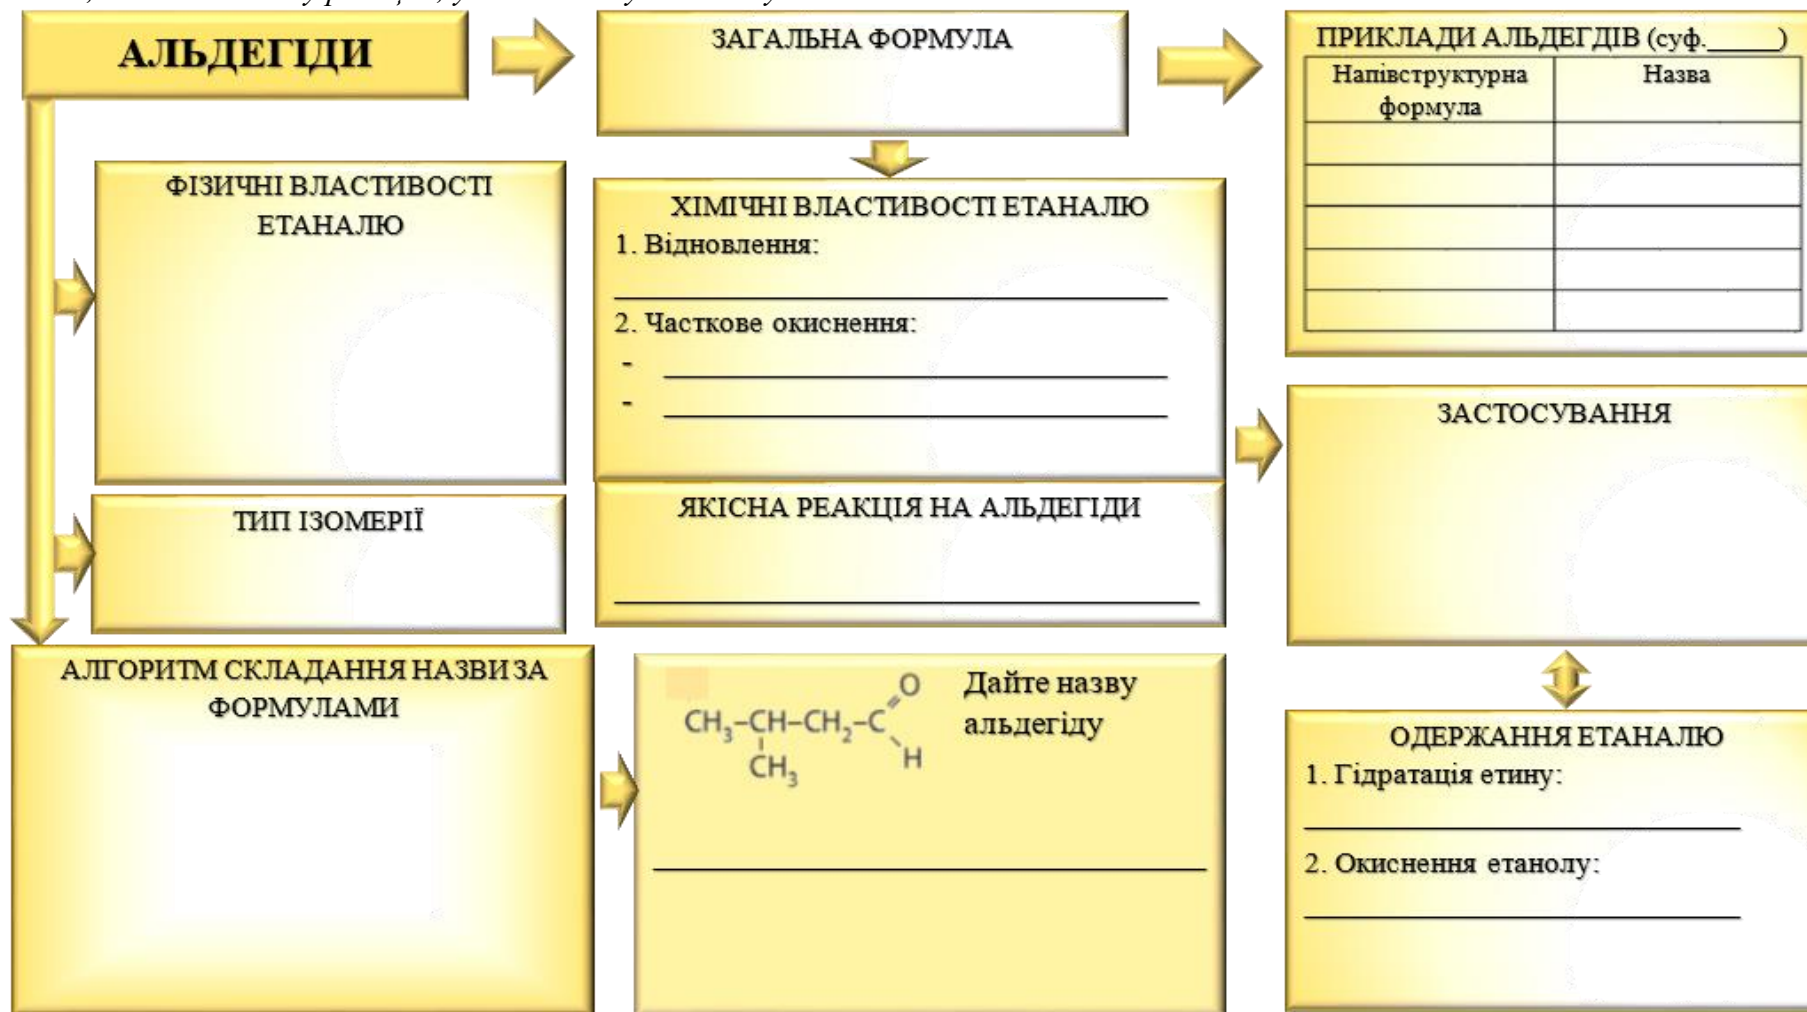 АЛЬДЕГІДИ
ЗАГАЛЬНА ФОРМУЛА
ПРИКЛАДИ АЛЬДЕГДІВ (суф._____)
Напівструктурна
формула
Назва
ФІЗИЧНІ ВЛАСТИВОСТІ
ЕТАНАЛЮ
ХІМІЧНІ ВЛАСТИВОСТІ ЕТАНАЛЮ
1. Відновлення:
2. Часткове окиснення:
-
-
ЗАСТОСУВАННЯ
ТИП ІЗОМЕРІЇ
ЯКІСНА РЕАКЦІЯ НА АЛЬДЕГІДИ
АЛГОРИТМ СКЛАДАННЯ НАЗВИ ЗА
ФОРМУЛАМИ
O
CH₃–CH–CH₂–C
H
CH₃
Дайте назву
альдегіду
ОДЕРЖАННЯ ЕТАНАЛЮ
1. Гідратація етину:
2. Окиснення етанолу: